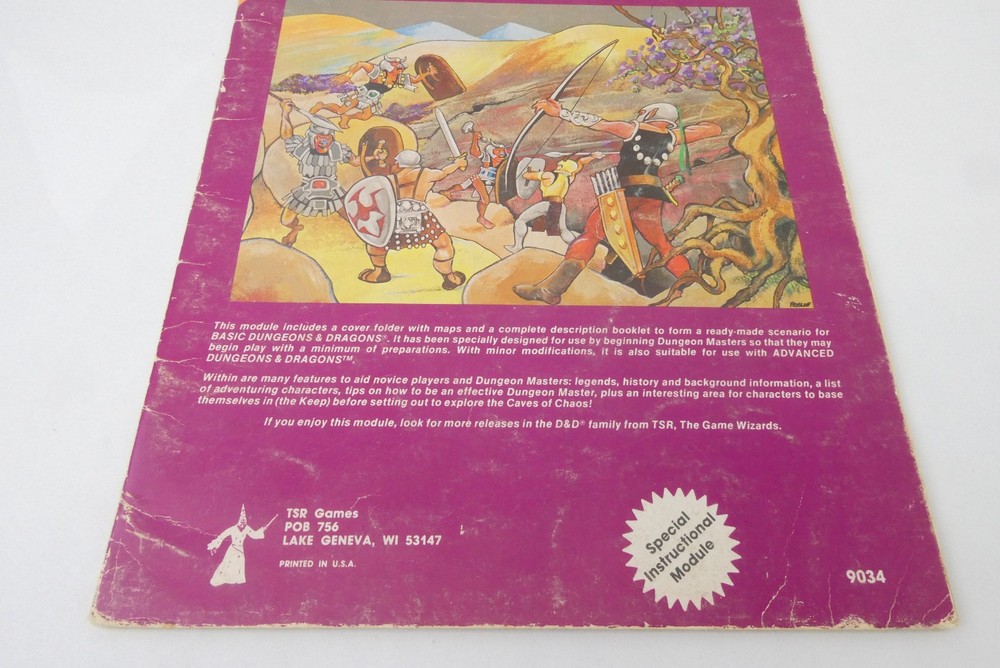 ROSLOF
This module includes a cover folder with maps and a complete description booklet to form a ready-made scenario for
BASIC DUNGEONS & DRAGONS®. It has been specially designed for use by beginning Dungeon Masters so that they may
begin play with a minimum of preparations. With minor modifications, it is also suitable for use with ADVANCED
DUNGEONS & DRAGONS™.
Within are many features to aid novice players and Dungeon Masters: legends, history and background information, a list
of adventuring characters, tips on how to be an effective Dungeon Master, plus an interesting area for characters to base
themselves in (the Keep) before setting out to explore the Caves of Chaos!
If you enjoy this module, look for more releases in the D&D® family from TSR, The Game Wizards.
TSR Games
POB 756
LAKE GENEVA, WI 53147
PRINTED IN U.S.A.
Special
Instructional
Module
9034